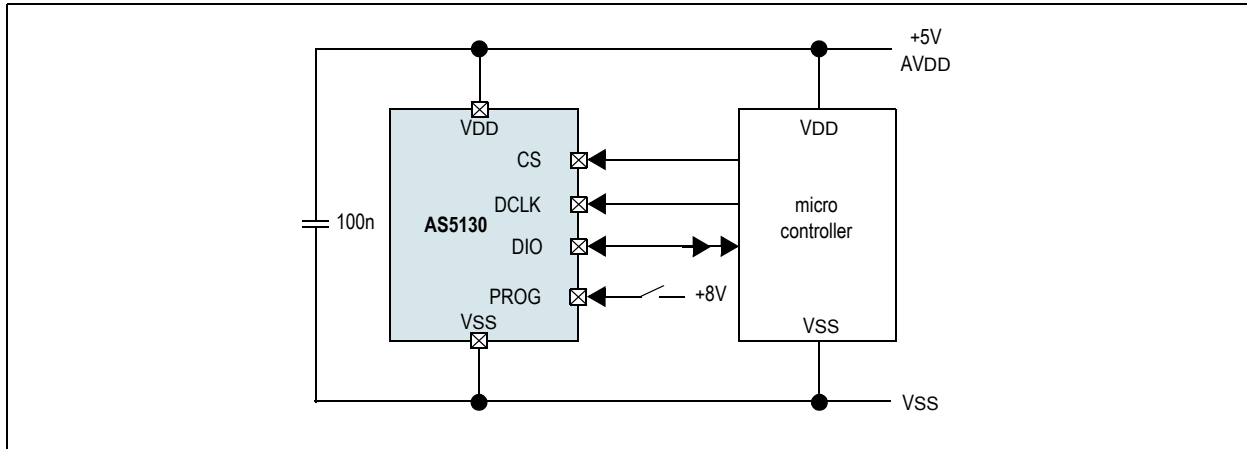 +5V
AVDD
VDD
VDD
CS
DCLK
100n
AS5130
micro
controller
DIO
PROG
+8V
VSS
VSS
VSS